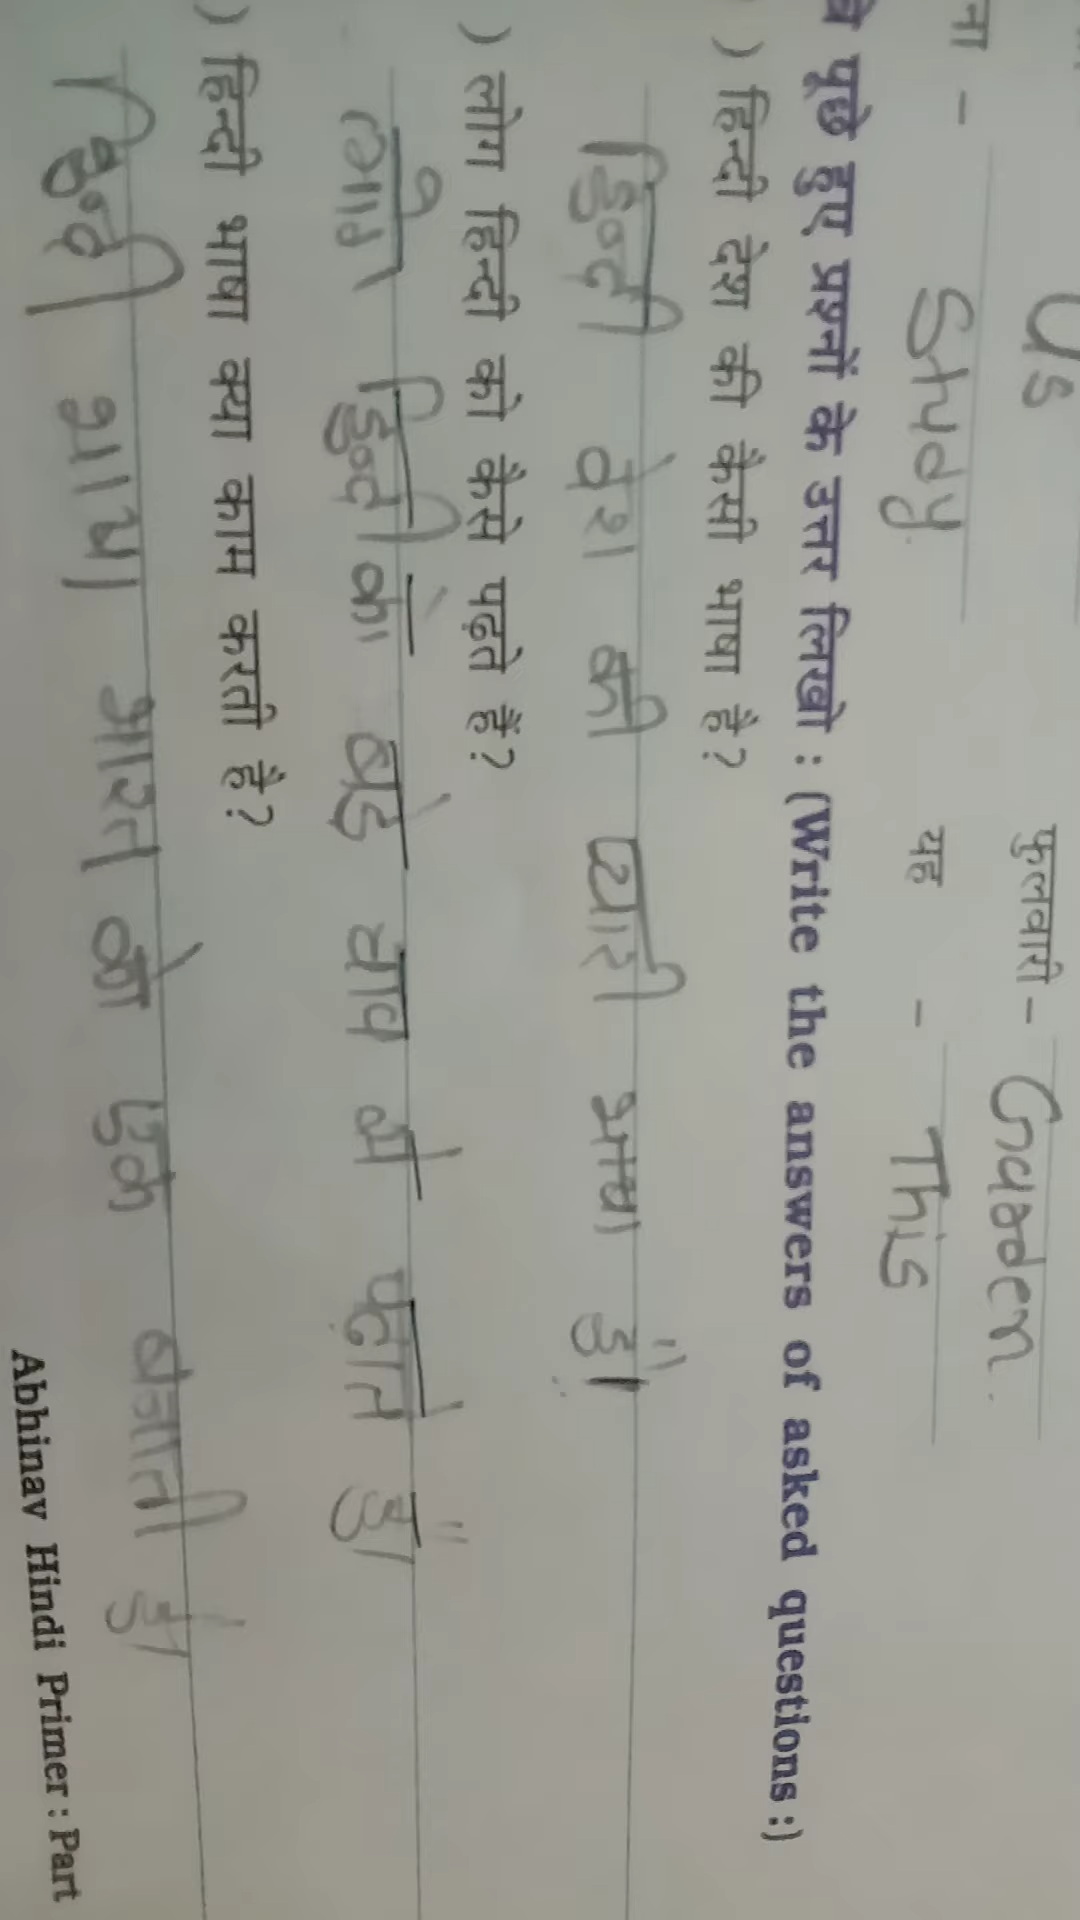 Us फुलवारी - Guarden.
ना - Study. यह - This
पूछे हुए प्रश्नों के उत्तर लिखो : (Write the answers of asked questions :)
) हिन्दी देश की कैसी भाषा है?
हिन्दी देश की प्यारी भाषा है।
) लोग हिन्दी को कैसे पढ़ते हैं?
लोग हिन्दी को बड़े चाव से पढ़ते है।
) हिन्दी भाषा क्या काम करती है?
हिन्दी भाषा भारत को एक बनाती है।
Abhinav Hindi Primer : Part